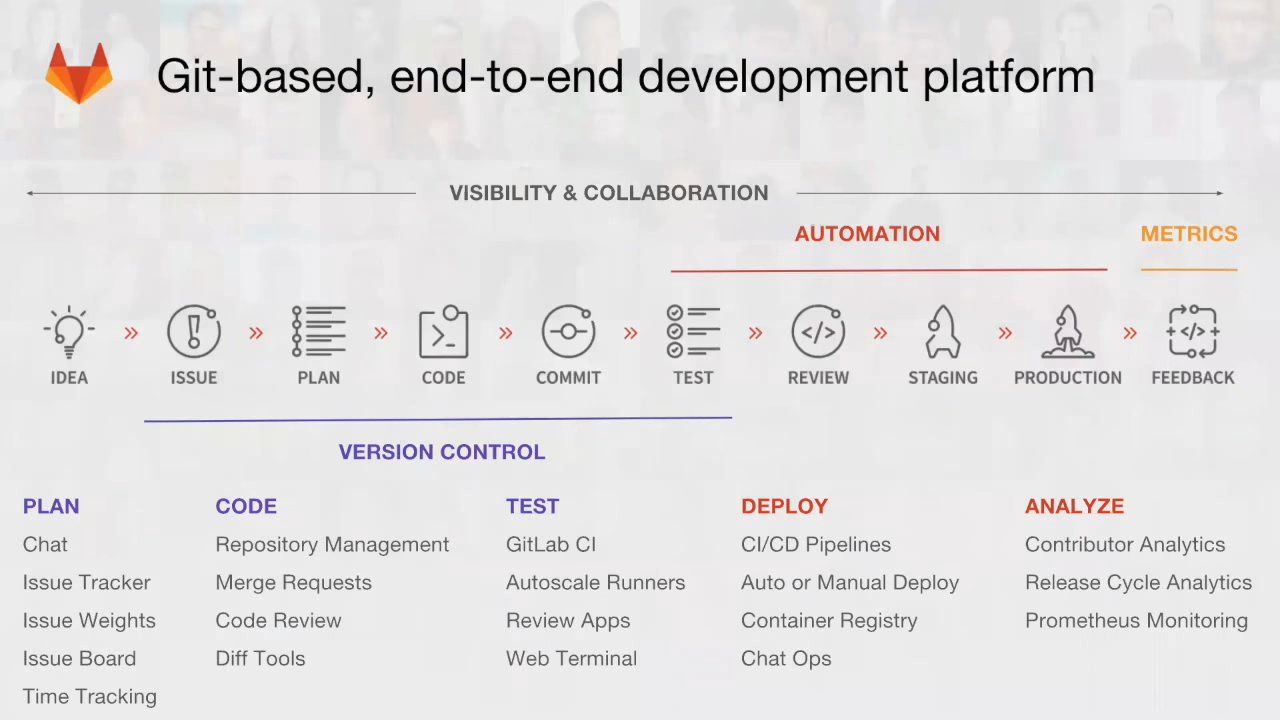 Git-based, end-to-end development platform
VISIBILITY & COLLABORATION
AUTOMATION
METRICS
IDEA
ISSUE
PLAN
CODE
COMMIT
TEST
REVIEW
STAGING
PRODUCTION
FEEDBACK
VERSION CONTROL
PLAN
Chat
Issue Tracker
Issue Weights
Issue Board
Time Tracking
CODE
Repository Management
Merge Requests
Code Review
Diff Tools
TEST
GitLab CI
Autoscale Runners
Review Apps
Web Terminal
DEPLOY
CI/CD Pipelines
Auto or Manual Deploy
Container Registry
Chat Ops
ANALYZE
Contributor Analytics
Release Cycle Analytics
Prometheus Monitoring